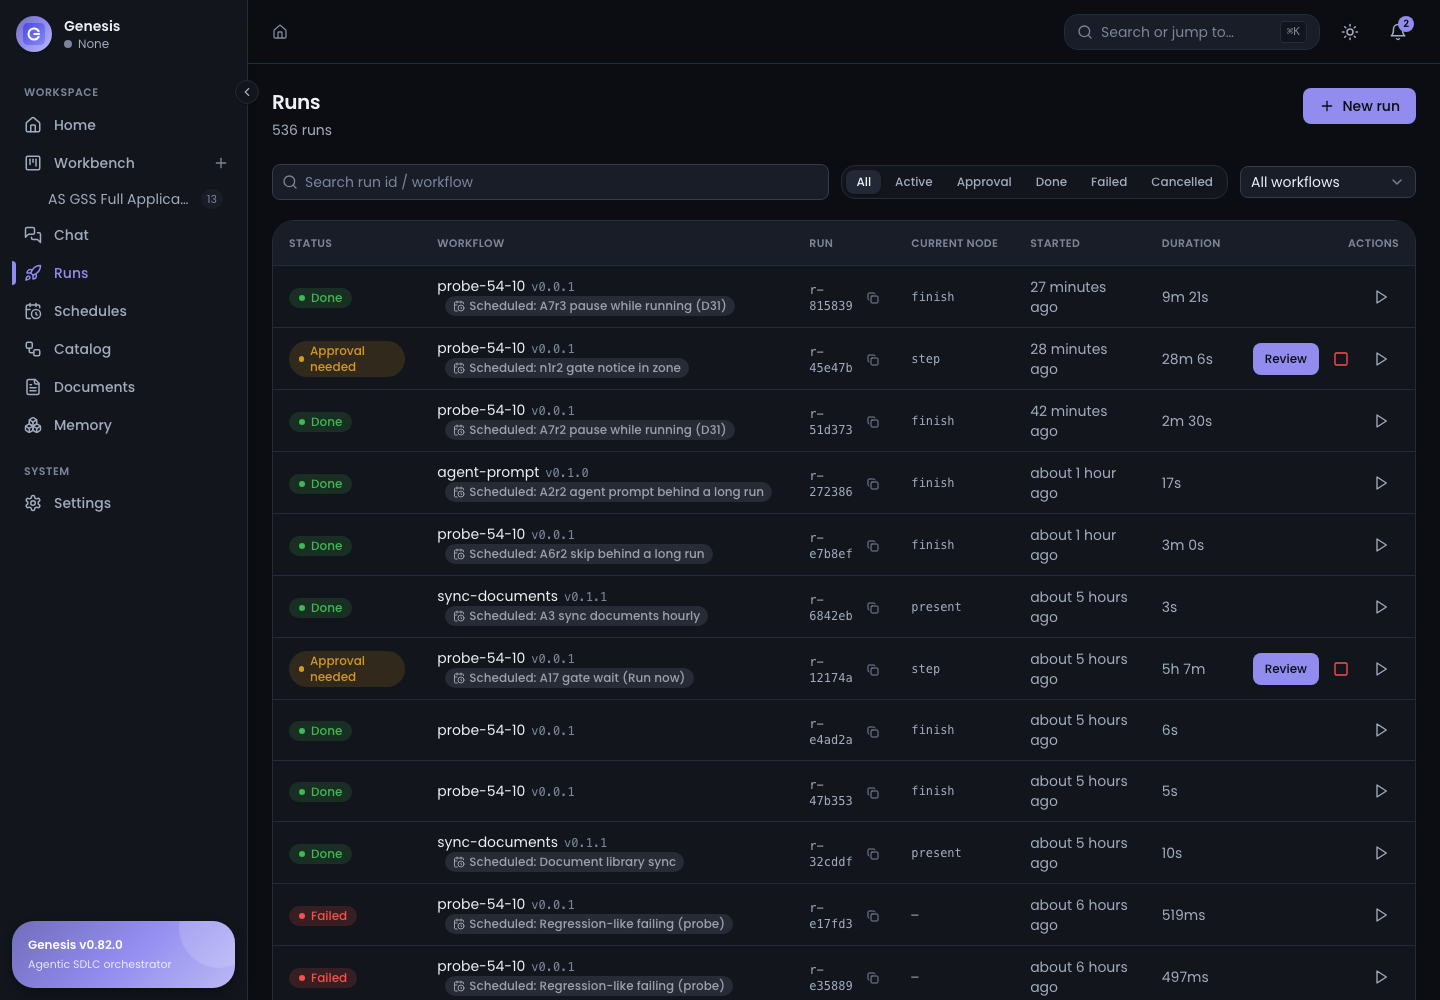 Genesis
None
WORKSPACE
Home
Workbench
AS GSS Full Applica... 13
Chat
Runs
Schedules
Catalog
Documents
Memory
SYSTEM
Settings
Genesis v0.82.0
Agentic SDLC orchestrator
Search or jump to... ⌘K
2
Runs
536 runs
New run
Search run id / workflow
All Active Approval Done Failed Cancelled
All workflows
STATUS WORKFLOW RUN CURRENT NODE STARTED DURATION ACTIONS
Done probe-54-10 v0.0.1 r- finish 27 minutes 9m 21s
Scheduled: A7r3 pause while running (D31) 815839 ago
Approval probe-54-10 v0.0.1 r- step 28 minutes 28m 6s Review
needed Scheduled: n1r2 gate notice in zone 45e47b ago
Done probe-54-10 v0.0.1 r- finish 42 minutes 2m 30s
Scheduled: A7r2 pause while running (D31) 51d373 ago
Done agent-prompt v0.1.0 r- finish about 1 hour 17s
Scheduled: A2r2 agent prompt behind a long run 272386 ago
Done probe-54-10 v0.0.1 r- finish about 1 hour 3m 0s
Scheduled: A6r2 skip behind a long run e7b8ef ago
Done sync-documents v0.1.1 r- present about 5 hours 3s
Scheduled: A3 sync documents hourly 6842eb ago
Approval probe-54-10 v0.0.1 r- step about 5 hours 5h 7m Review
needed Scheduled: A17 gate wait (Run now) 12174a ago
Done probe-54-10 v0.0.1 r- finish about 5 hours 6s
e4ad2a ago
Done probe-54-10 v0.0.1 r- finish about 5 hours 5s
47b353 ago
Done sync-documents v0.1.1 r- present about 5 hours 10s
Scheduled: Document library sync 32cddf ago
Failed probe-54-10 v0.0.1 r- – about 6 hours 519ms
Scheduled: Regression-like failing (probe) e17fd3 ago
Failed probe-54-10 v0.0.1 r- – about 6 hours 497ms
Scheduled: Regression-like failing (probe) e35889 ago